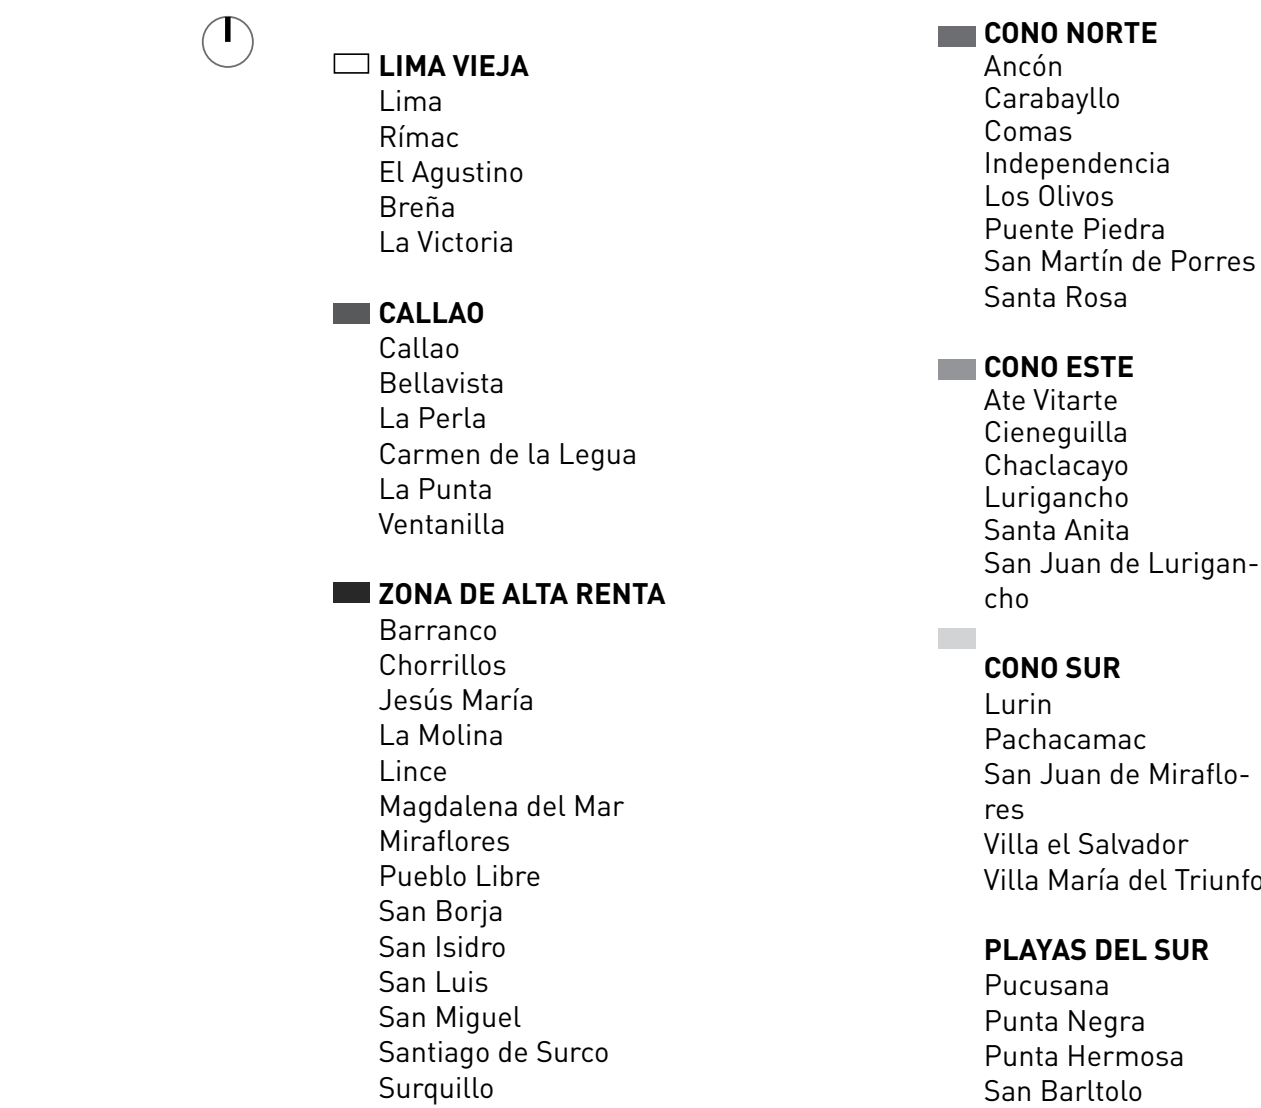 LIMA VIEJA
Lima
Rímac
El Agustino
Breña
La Victoria
CALLAO
Callao
Bellavista
La Perla
Carmen de la Legua
La Punta
Ventanilla
ZONA DE ALTA RENTA
Barranco
Chorrillos
Jesús María
La Molina
Lince
Magdalena del Mar
Miraflores
Pueblo Libre
San Borja
San Isidro
San Luis
San Miguel
Santiago de Surco
Surquillo
CONO NORTE
Ancón
Carabayllo
Comas
Independencia
Los Olivos
Puente Piedra
San Martín de Porres
Santa Rosa
CONO ESTE
Ate Vitarte
Cieneguilla
Chaclacayo
Lurigancho
Santa Anita
San Juan de Lurigan-
cho
CONO SUR
Lurin
Pachacamac
San Juan de Miraflo-
res
Villa el Salvador
Villa María del Triunfo
PLAYAS DEL SUR
Pucusana
Punta Negra
Punta Hermosa
San Barltolo